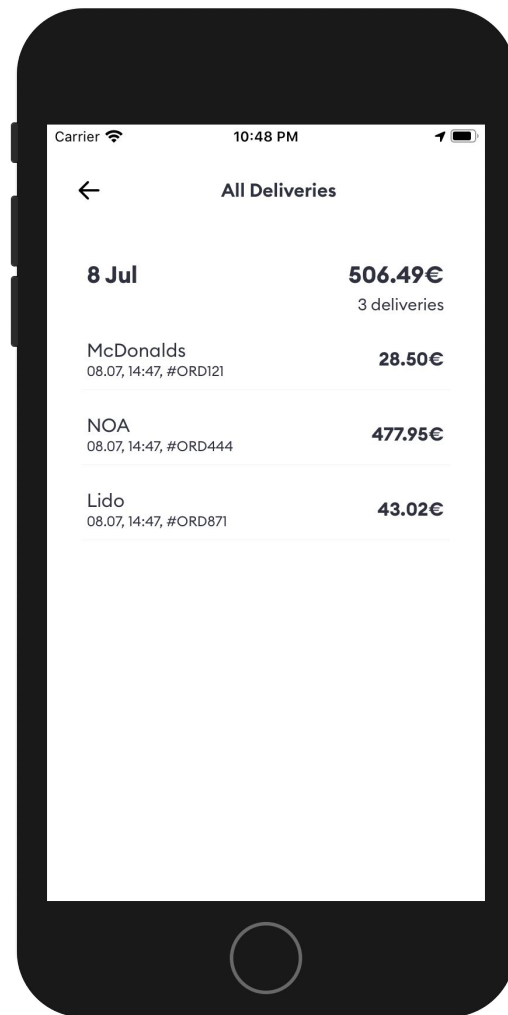 Carrier 10:48 PM
All Deliveries
8 Jul 506.49€
3 deliveries
McDonalds 28.50€
08.07, 14:47, #ORD121
NOA 477.95€
08.07, 14:47, #ORD444
Lido 43.02€
08.07, 14:47, #ORD871